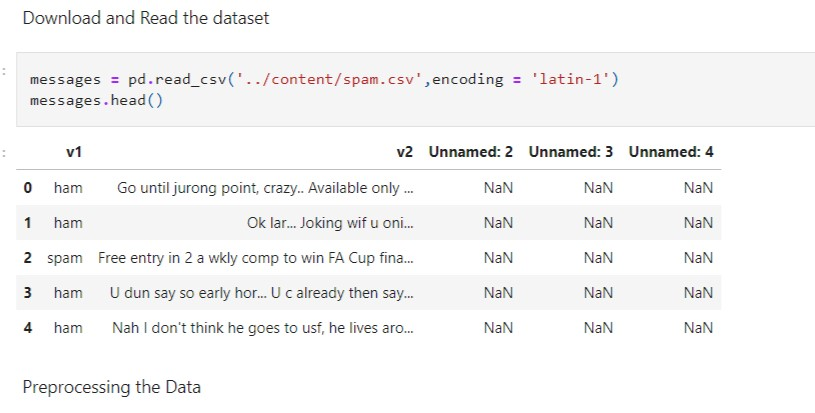 Download and Read the dataset
: messages = pd.read_csv('../content/spam.csv',encoding = 'latin-1')
messages.head()
: v1 v2 Unnamed: 2 Unnamed: 3 Unnamed: 4
0 ham Go until jurong point, crazy.. Available only ... NaN NaN NaN
1 ham Ok lar... Joking wif u oni... NaN NaN NaN
2 spam Free entry in 2 a wkly comp to win FA Cup fina... NaN NaN NaN
3 ham U dun say so early hor... U c already then say... NaN NaN NaN
4 ham Nah I don't think he goes to usf, he lives aro... NaN NaN NaN
Preprocessing the Data